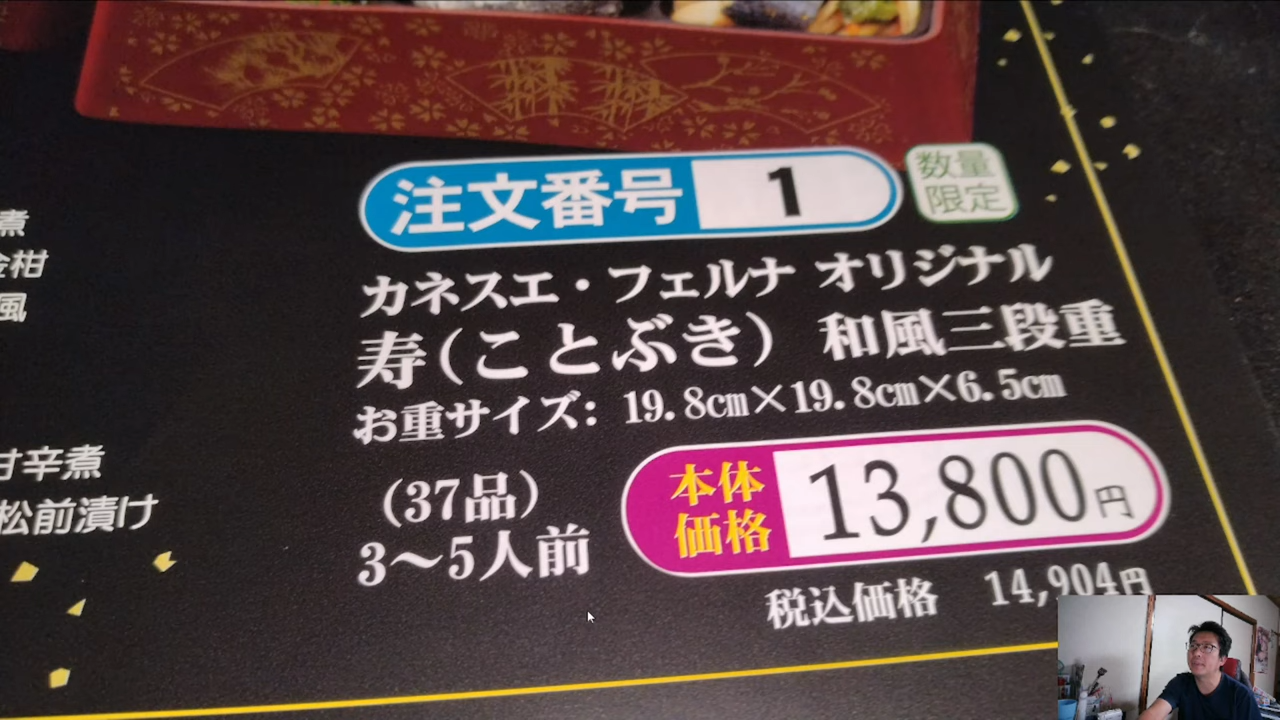 注文番号 1
数量
限定
カネスエ・フェルナ オリジナル
寿(ことぶき) 和風三段重
お重サイズ: 19.8cm×19.8cm×6.5cm
(37品)
3〜5人前
本体
価格
13,800円
税込価格 14,904円
煮
金柑
風
甘辛煮
松前漬け